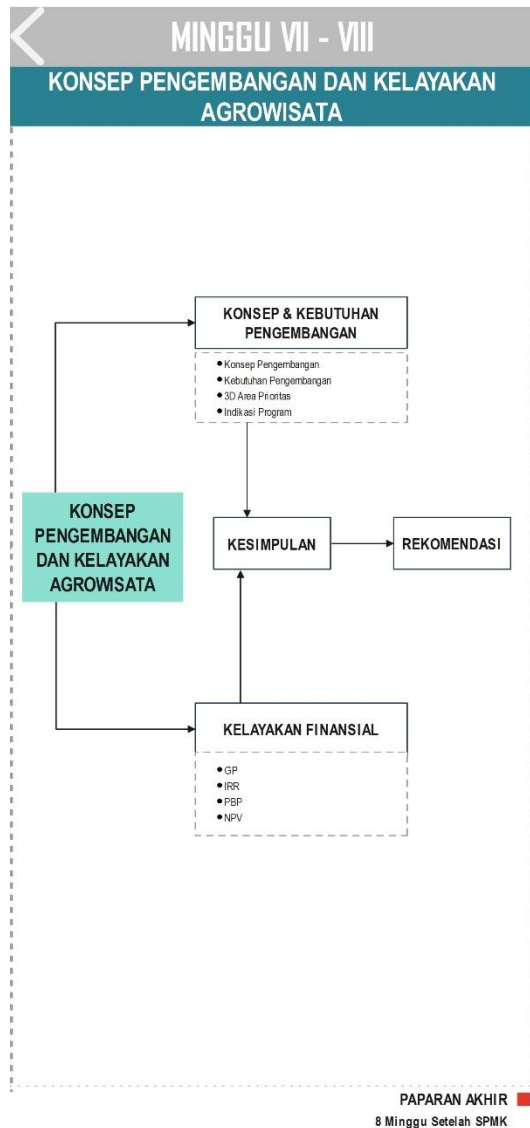 MINGGU VII - VIII
KONSEP PENGEMBANGAN DAN KELAYAKAN
AGROWISATA
KONSEP & KEBUTUHAN
PENGEMBANGAN
● Konsep Pengembangan
● Kebutuhan Pengembangan
● 3D Area Prioritas
● Indikasi Program
KONSEP
PENGEMBANGAN
DAN KELAYAKAN
AGROWISATA
KESIMPULAN
REKOMENDASI
KELAYAKAN FINANSIAL
● GP
● IRR
● PBP
● NPV
PAPARAN AKHIR
8 Minggu Setelah SPMK